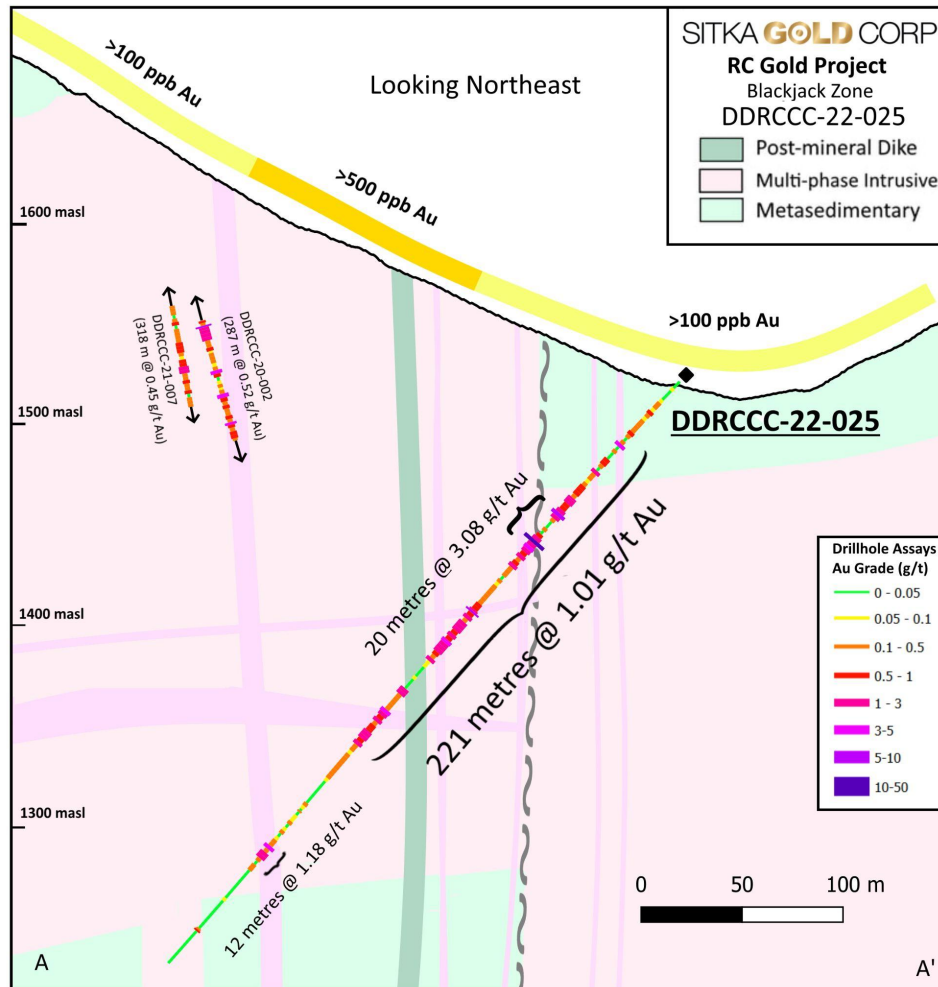 SITKA GOLD CORP
RC Gold Project
Blackjack Zone
DDRCCC-22-025
Post-mineral Dike
Multi-phase Intrusive
Metasedimentary
Looking Northeast
>100 ppb Au
>500 ppb Au
>100 ppb Au
1600 masl
1500 masl
1400 masl
1300 masl
DDRCCC-21-007
(318 m @ 0.45 g/t Au)
DDRCCC-20-002
(287 m @ 0.52 g/t Au)
DDRCCC-22-025
20 metres @ 3.08 g/t Au
221 metres @ 1.01 g/t Au
12 metres @ 1.18 g/t Au
Drillhole Assays
Au Grade (g/t)
0 - 0.05
0.05 - 0.1
0.1 - 0.5
0.5 - 1
1 - 3
3-5
5-10
10-50
0 50 100 m
A
A'